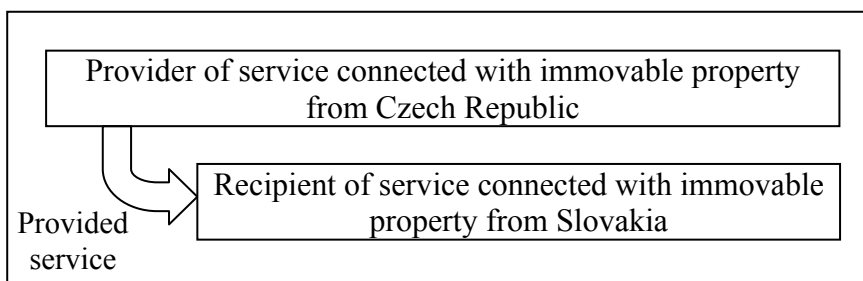 Provider of service connected with immovable property
from Czech Republic
Recipient of service connected with immovable
property from Slovakia
Provided
service